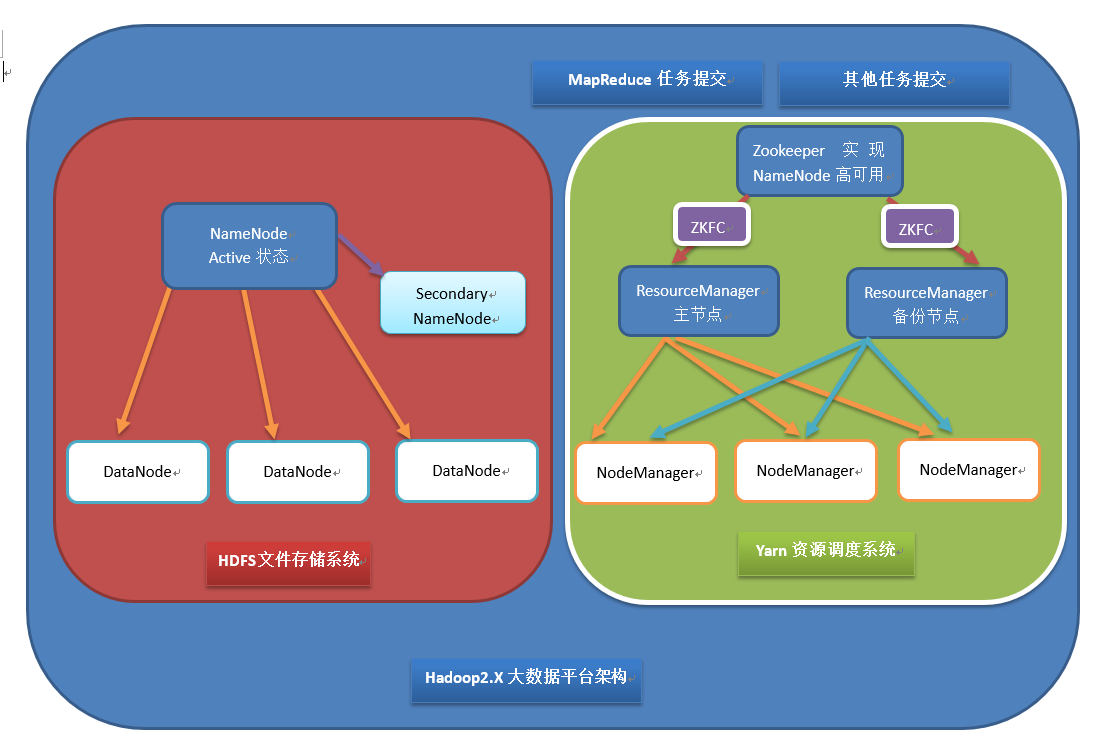 MapReduce 任务提交
其他任务提交
Zookeeper 实 现
NameNode 高可用
ZKFC
ZKFC
NameNode
Active 状态
Secondary
NameNode
ResourceManager
主节点
ResourceManager
备份节点
DataNode
DataNode
DataNode
NodeManager
NodeManager
NodeManager
HDFS文件存储系统
Yarn 资源调度系统
Hadoop2.X 大数据平台架构